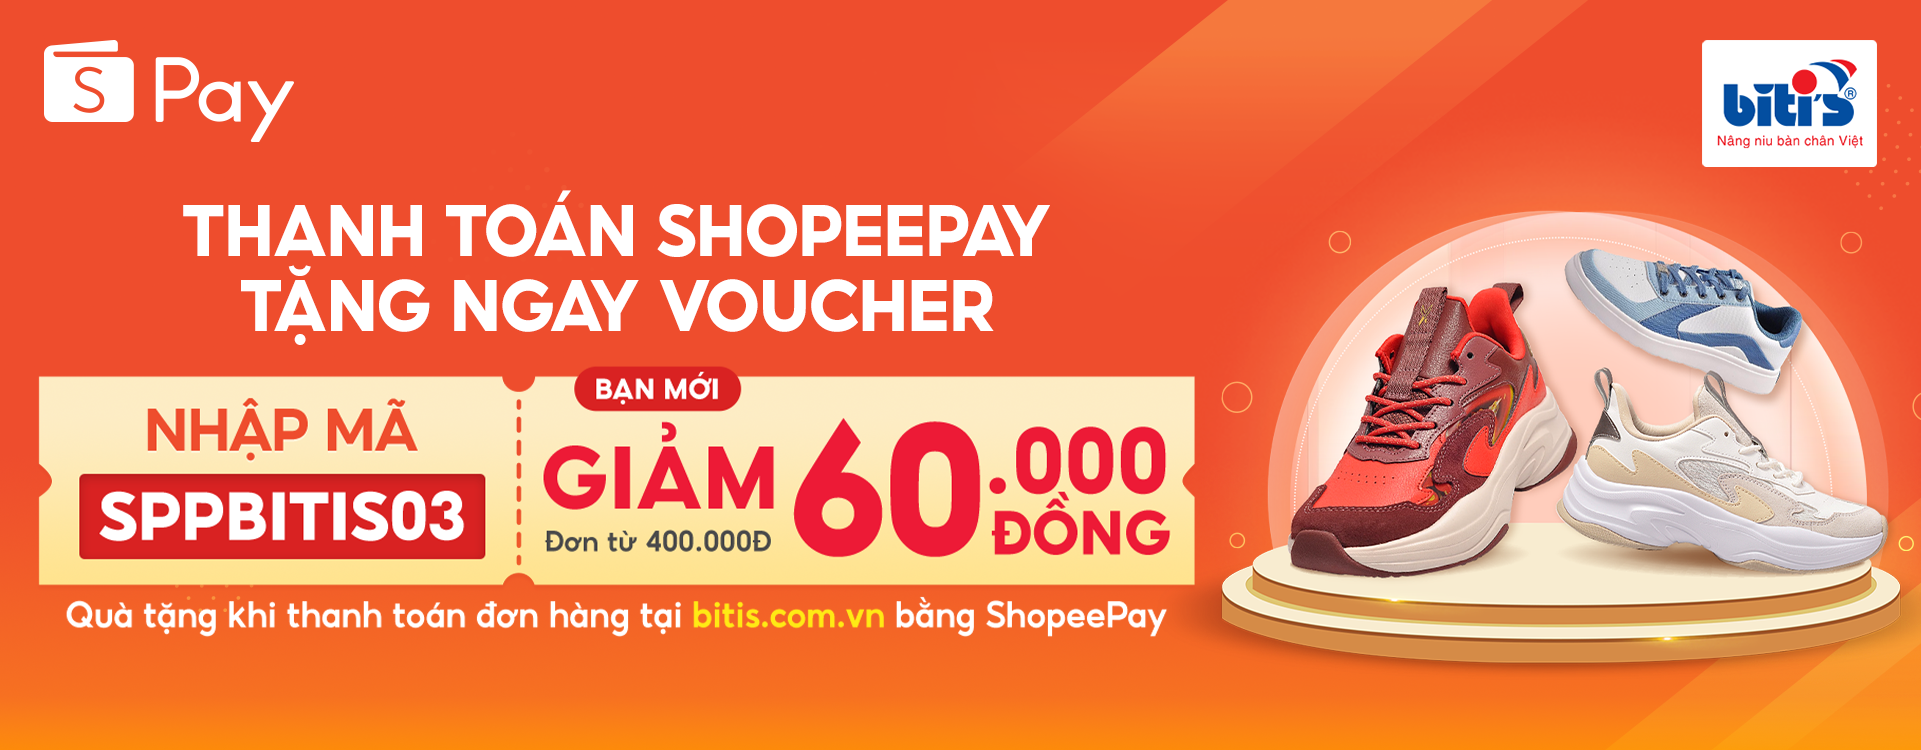 S Pay
biti's®
Nâng niu bàn chân Việt
THANH TOÁN SHOPEEPAY
TẶNG NGAY VOUCHER
NHẬP MÃ
SPPBITIS03
BẠN MỚI
GIẢM 60.000 ĐỒNG
Đơn từ 400.000Đ
Quà tặng khi thanh toán đơn hàng tại bitis.com.vn bằng ShopeePay